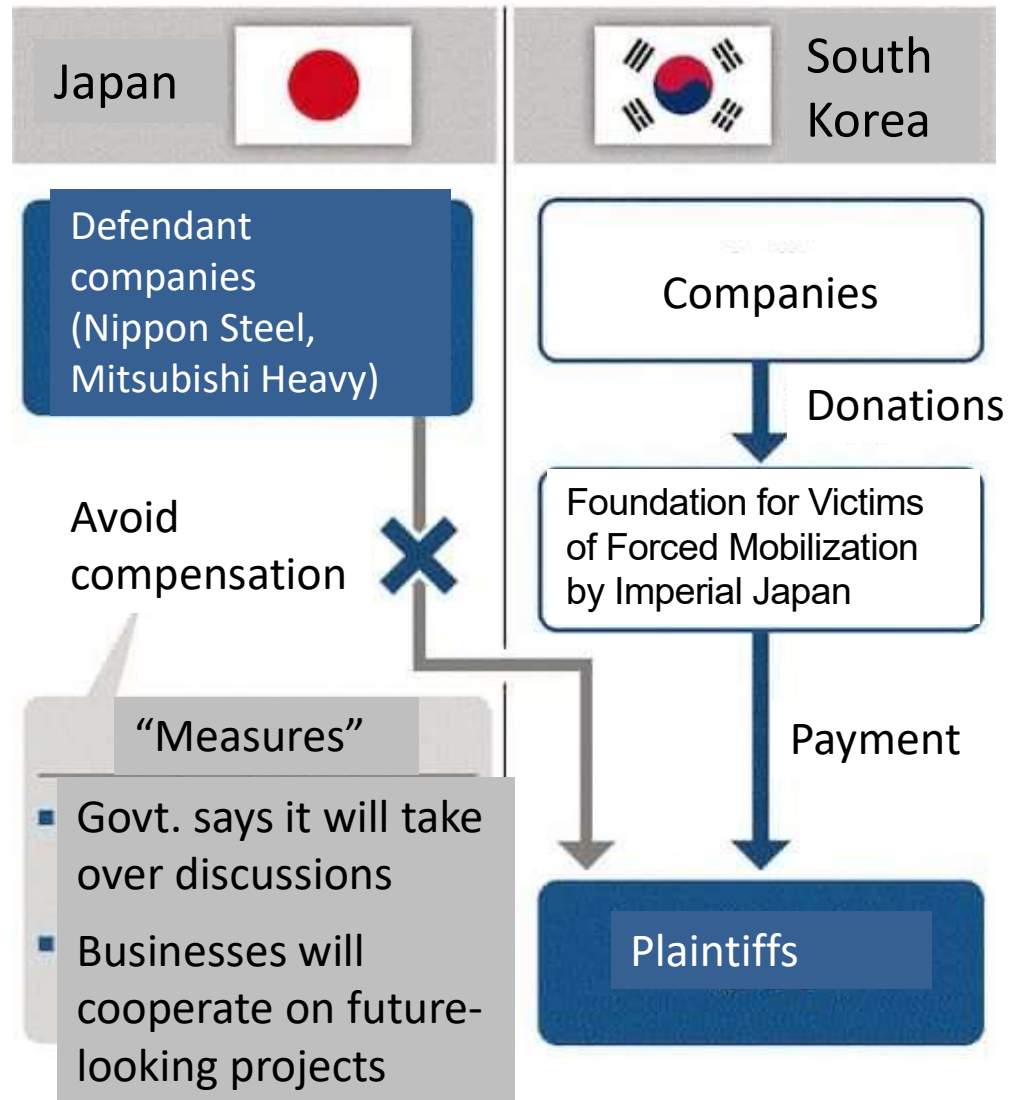 Japan
South
Korea
Defendant
companies
(Nippon Steel,
Mitsubishi Heavy)
Companies
Donations
Avoid
compensation
Foundation for Victims
of Forced Mobilization
by Imperial Japan
“Measures”
Govt. says it will take
over discussions
Businesses will
cooperate on future-
looking projects
Payment
Plaintiffs